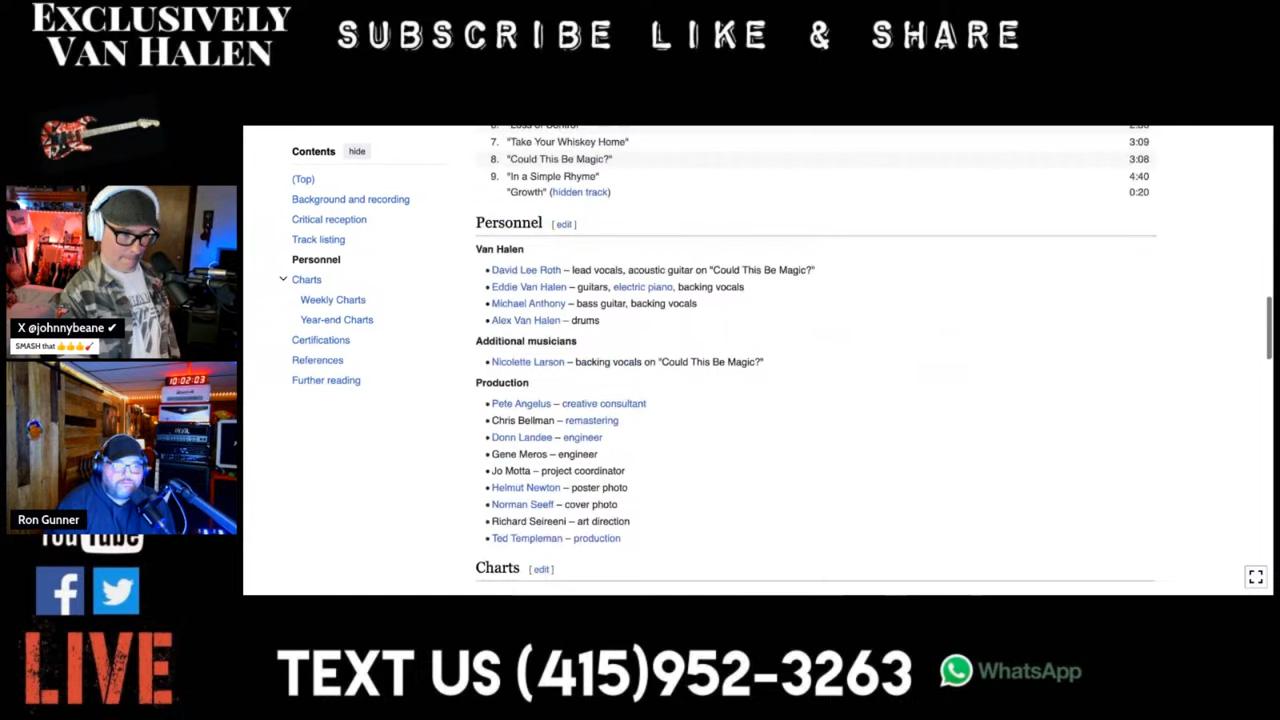 EXCLUSIVELY
VAN HALEN
SUBSCRIBE LIKE & SHARE
X @johnnybeane ✔
SMASH that 👍👍👍🎸
10:02:03
Ron Gunner
YouTube
LIVE
Contents hide
(Top)
Background and recording
Critical reception
Track listing
Personnel
Charts
Weekly Charts
Year-end Charts
Certifications
References
Further reading
7. "Take Your Whiskey Home" 3:09
8. "Could This Be Magic?" 3:08
9. "In a Simple Rhyme" 4:40
"Growth" (hidden track) 0:20
Personnel [ edit ]
Van Halen
• David Lee Roth – lead vocals, acoustic guitar on "Could This Be Magic?"
• Eddie Van Halen – guitars, electric piano, backing vocals
• Michael Anthony – bass guitar, backing vocals
• Alex Van Halen – drums
Additional musicians
• Nicolette Larson – backing vocals on "Could This Be Magic?"
Production
• Pete Angelus – creative consultant
• Chris Bellman – remastering
• Donn Landee – engineer
• Gene Meros – engineer
• Jo Motta – project coordinator
• Helmut Newton – poster photo
• Norman Seeff – cover photo
• Richard Seireeni – art direction
• Ted Templeman – production
Charts [ edit ]
TEXT US (415)952-3263
WhatsApp